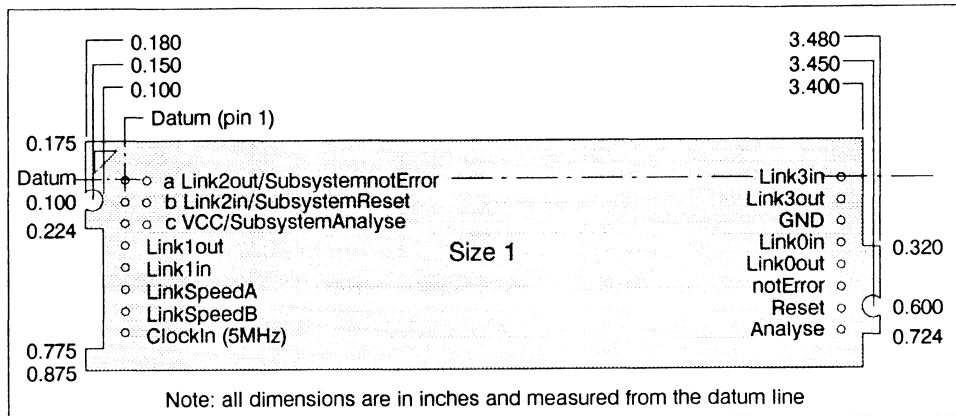 0.180 3.480
0.150 3.450
0.100 3.400
Datum (pin 1)
0.175
Datum a Link2out/SubsystemnotError Link3in
0.100 b Link2in/SubsystemReset Link3out
0.224 c VCC/SubsystemAnalyse GND
Link1out Size 1 Link0in 0.320
Link1in Link0out
LinkSpeedA notError
LinkSpeedB Reset 0.600
ClockIn (5MHz) Analyse 0.724
0.775
0.875
Note: all dimensions are in inches and measured from the datum line